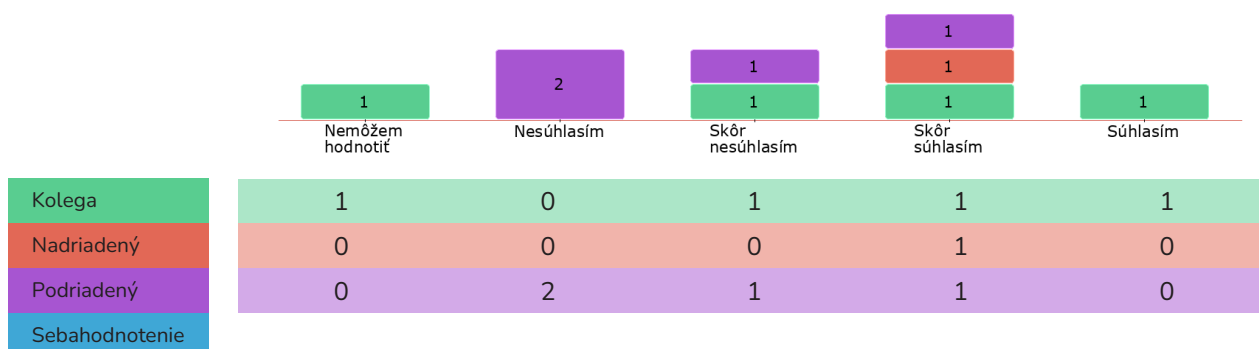 1
1
2
1
1
1
1
1
1
Nemôžem
hodnotiť
Nesúhlasím
Skôr
nesúhlasím
Skôr
súhlasím
Súhlasím
Kolega 1 0 1 1 1
Nadriadený 0 0 0 1 0
Podriadený 0 2 1 1 0
Sebahodnotenie